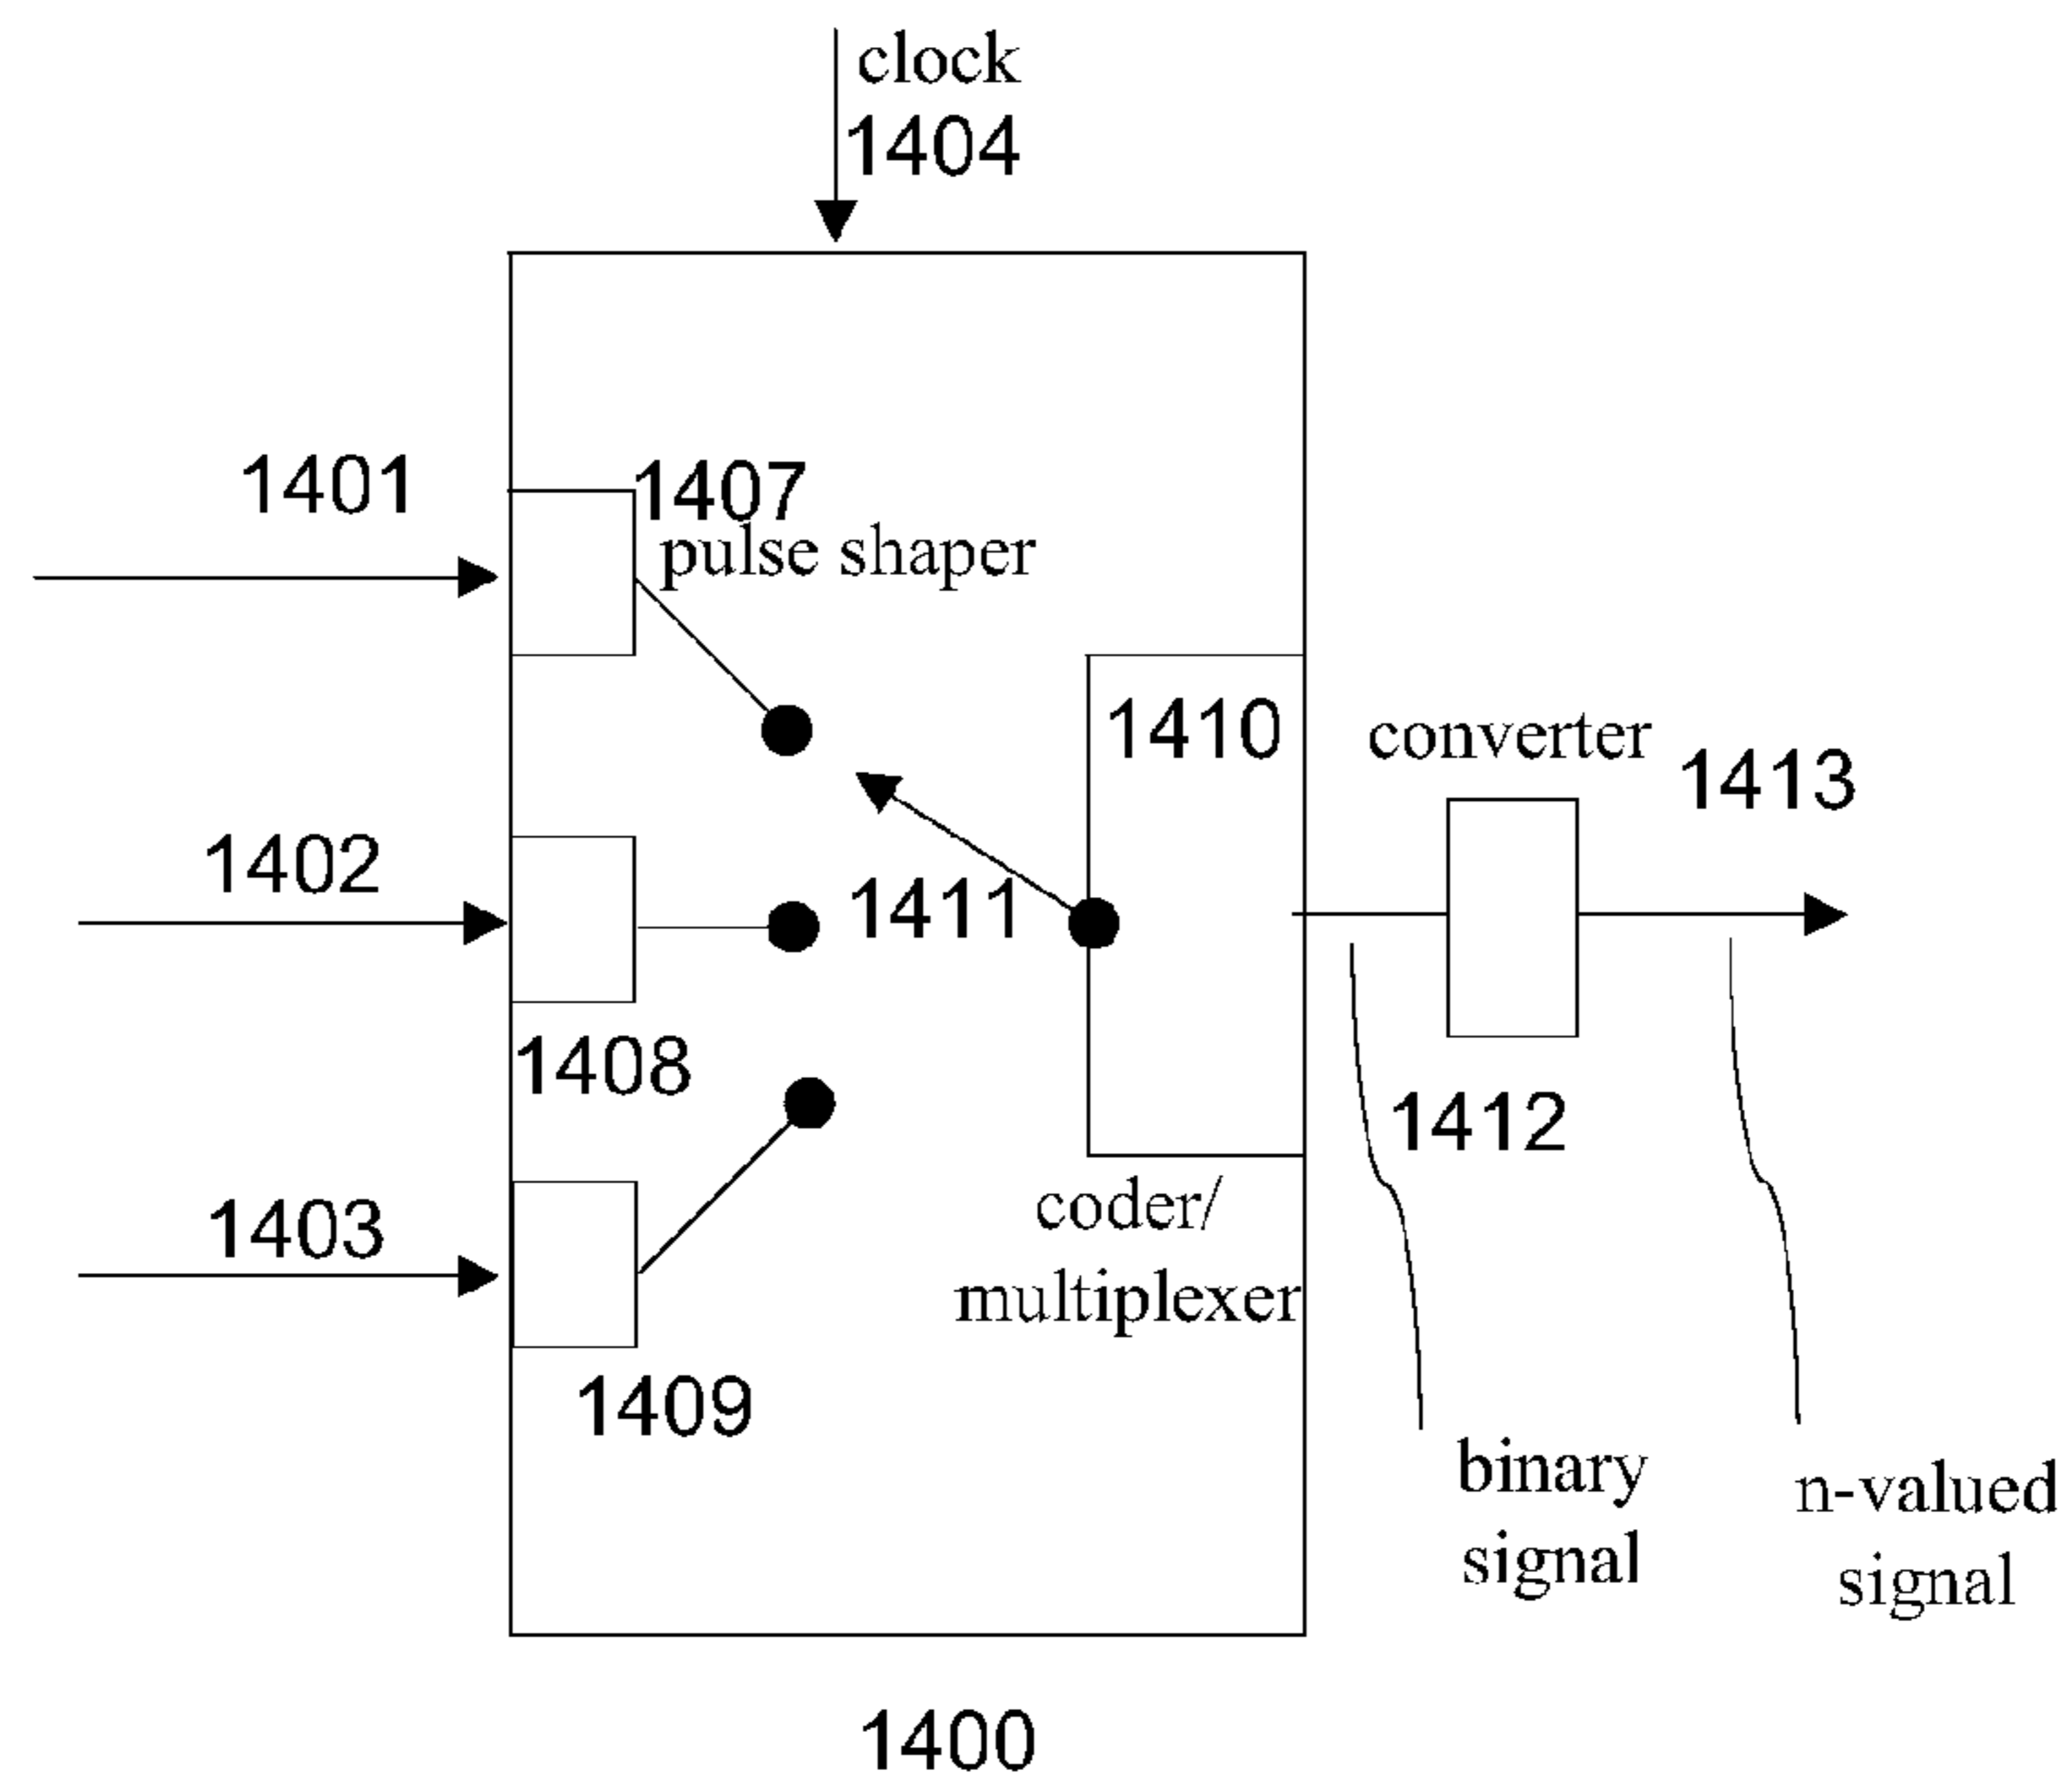 clock
1404
1401
1407
pulse shaper
1410
converter
1413
1402
1411
1408
1412
coder/
multiplexer
1403
1409
binary
signal
n-valued
signal
1400